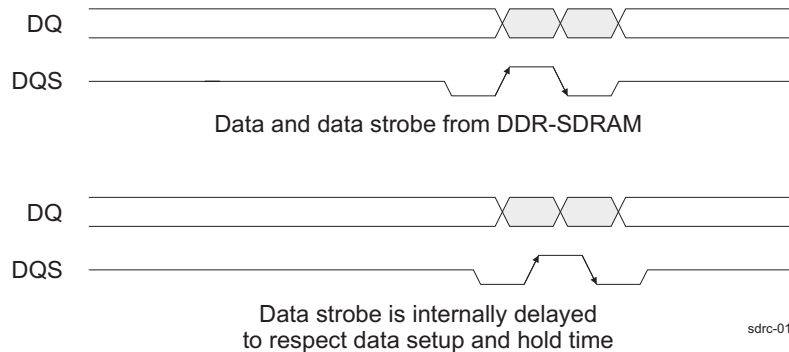 DQ
DQS
Data and data strobe from DDR-SDRAM
DQ
DQS
Data strobe is internally delayed
to respect data setup and hold time
sdrc-01